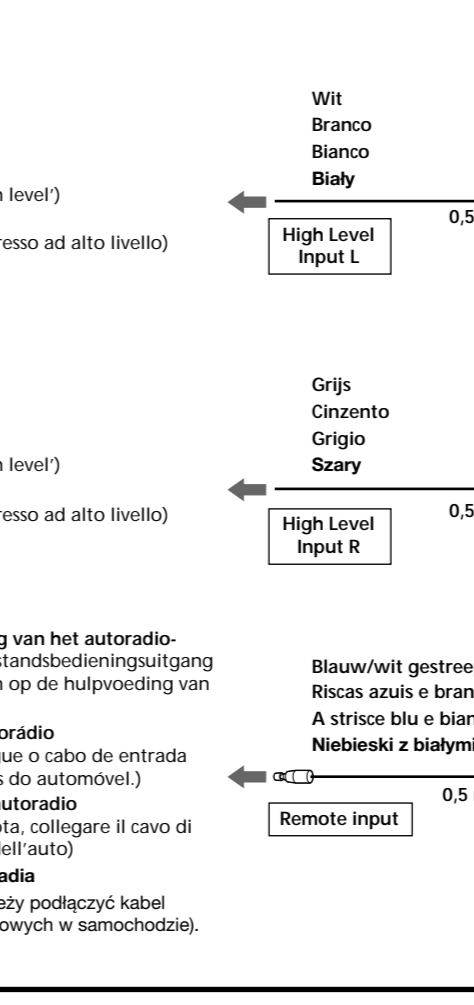 Wit
Branco
Bianco
Biały
level')
0,5
High Level
Input L
resso ad alto livello)
Grijs
Cinzento
Grigio
Szary
level')
0,5
High Level
Input R
resso ad alto livello)
van het autoradio-
standsbedieningsuitgang
op de hulpvoeding van
Blauw/wit gestree
Riscas azuis e bran
A strisce blu e bian
Niebieski z białymi
orádio
gue o cabo de entrada
s do automóvel.)
autoradio
ota, collegare il cavo di
dell'auto)
adia
eży podłączyć kabel
owych w samochodzie).
0,5
Remote input